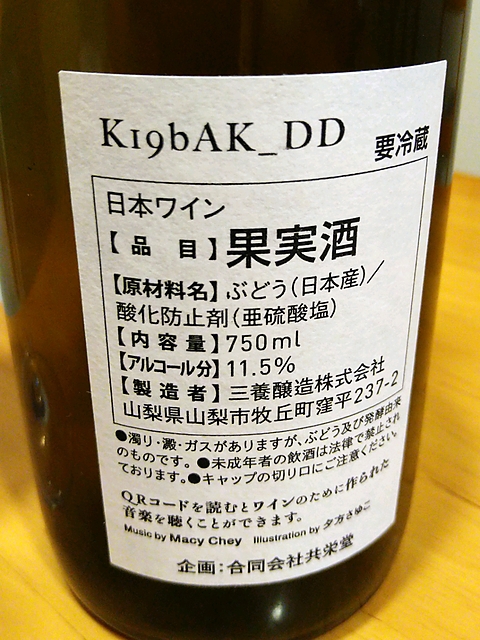 K19bAK_DD 要冷蔵
日本ワイン
【品 目】果実酒
【原材料名】ぶどう(日本産)／
酸化防止剤(亜硫酸塩)
【内 容 量】750ml
【アルコール分】11.5%
【製 造 者】三養醸造株式会社
山梨県山梨市牧丘町窪平237-2
●濁り・澱・ガスがありますが、ぶどう及び発酵由来
のものです。●未成年者の飲酒は法律で禁止され
ております。●キャップの切り口にご注意ください。
QRコードを読むとワインのために作られた
音楽を聴くことができます。
Music by Macy Chey Illustration by 夕方さゆこ
企画：合同会社共栄堂